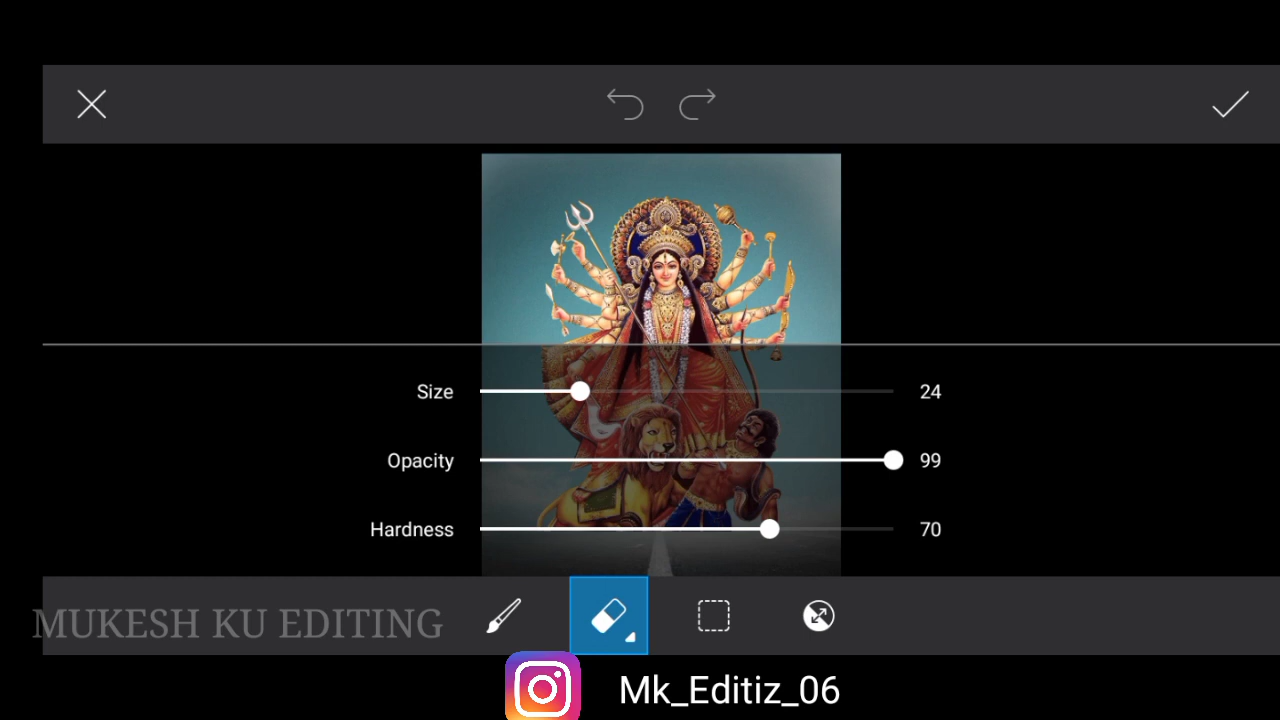 Size 24
Opacity 99
Hardness 70
MUKESH KU EDITING
Mk_Editiz_06